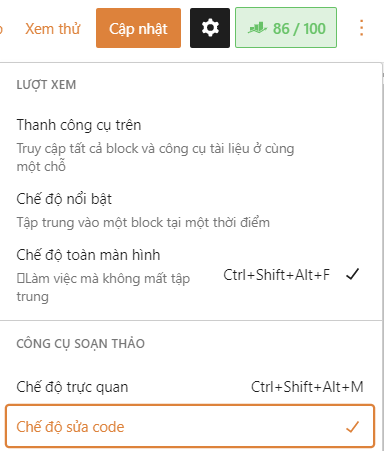 Xem thử Cập nhật 86 / 100
LƯỢT XEM
Thanh công cụ trên
Truy cập tất cả block và công cụ tài liệu ở cùng
một chỗ
Chế độ nổi bật
Tập trung vào một block tại một thời điểm
Chế độ toàn màn hình
Làm việc mà không mất tập
trung
Ctrl+Shift+Alt+F
CÔNG CỤ SOẠN THẢO
Chế độ trực quan Ctrl+Shift+Alt+M
Chế độ sửa code